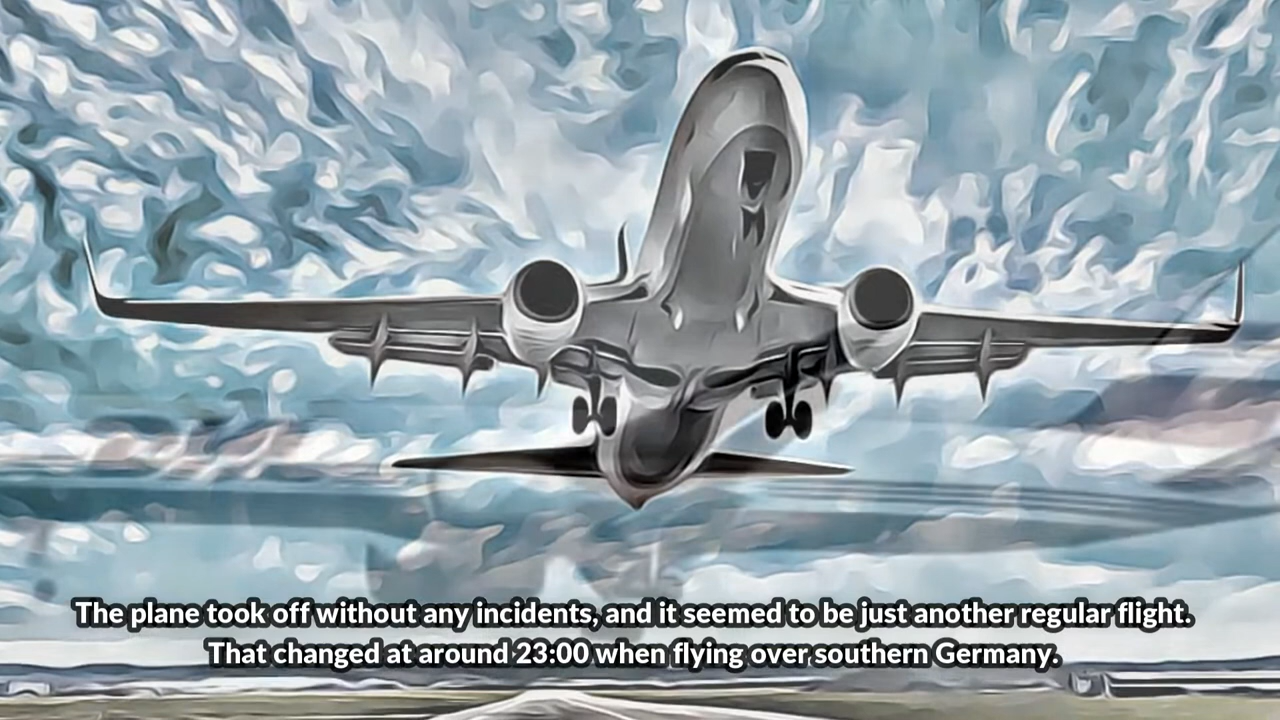 The plane took off without any incidents, and it seemed to be just another regular flight.
That changed at around 23:00 when flying over southern Germany.